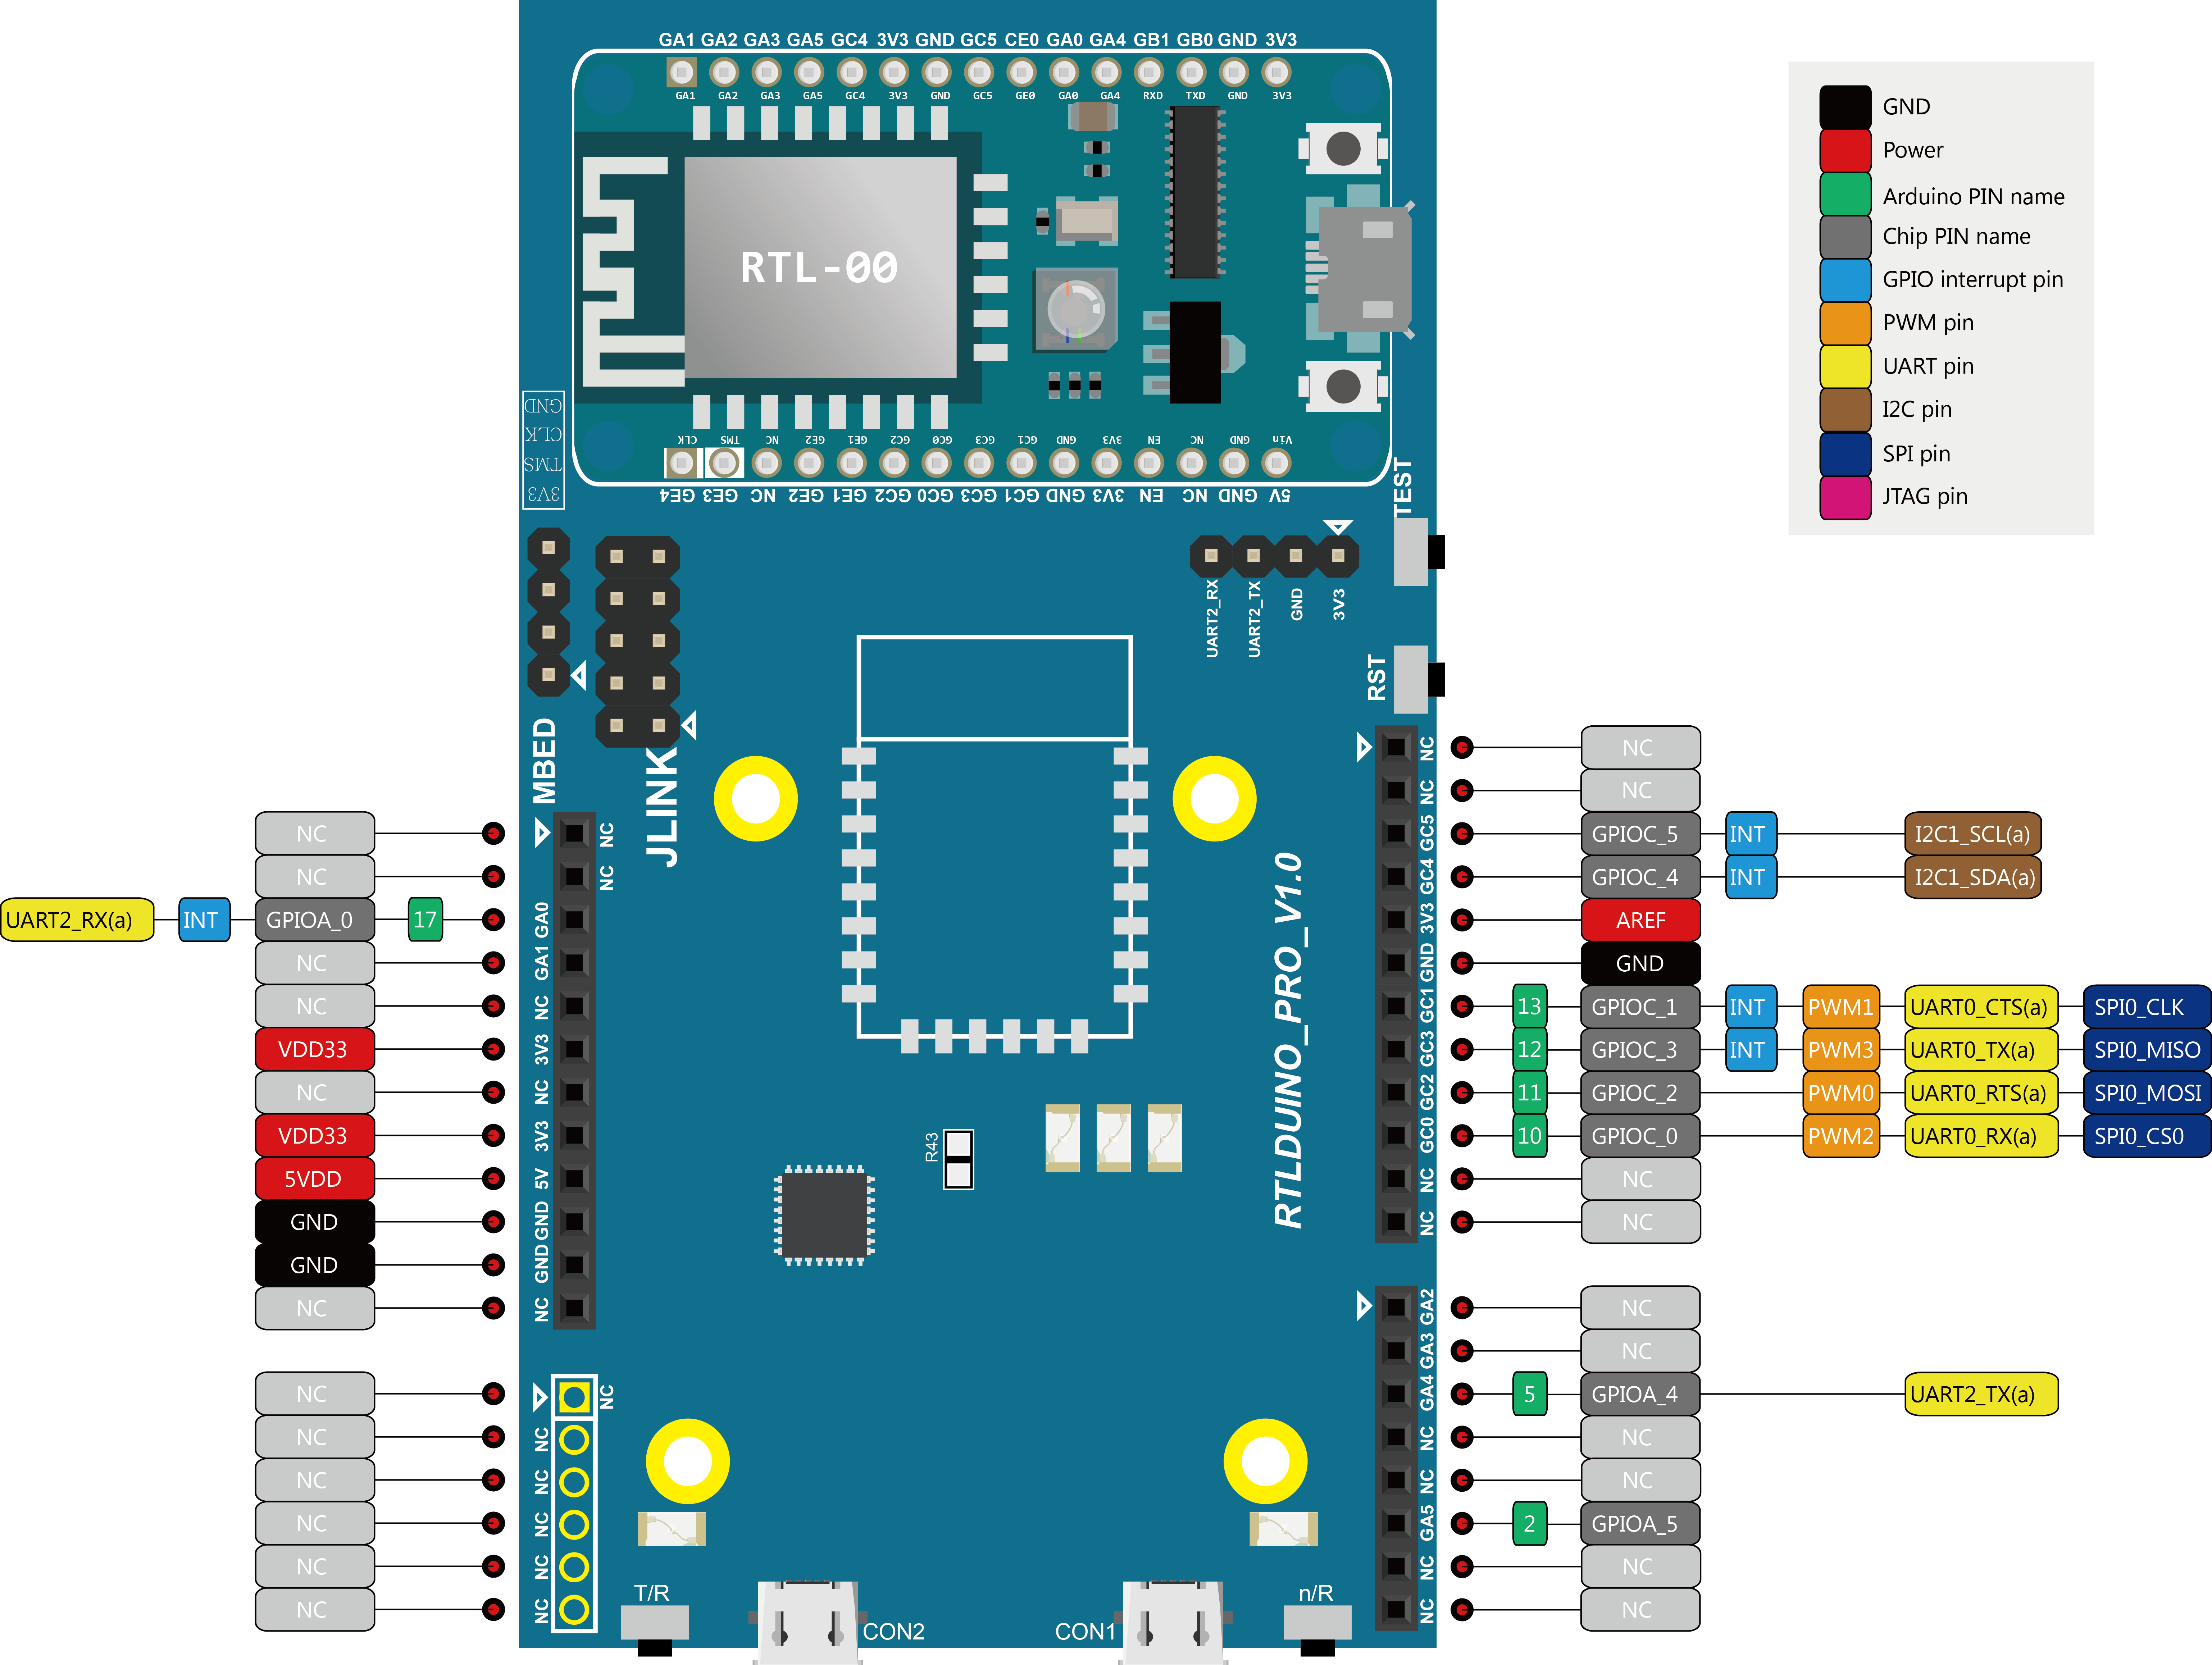 GA1 GA2 GA3 GA5 GC4 3V3 GND GC5 CE0 GA0 GA4 GB1 GB0 GND 3V3
GA1 GA2 GA3 GA5 GC4 3V3 GND GC5 GE0 GA0 GA4 RXD TXD GND 3V3
RTL-00
CLK TMS NC GE2 GE1 GC2 GC0 GC3 GC1 GND 3V3 EN NC GND Vin
GE4 GE3 NC GE2 GE1 GC2 GC0 GC3 GC1 GND 3V3 EN NC GND 5V
GND
CLK
TMS
3V3
GND
Power
Arduino PIN name
Chip PIN name
GPIO interrupt pin
PWM pin
UART pin
I2C pin
SPI pin
JTAG pin
TEST
RST
UART2_RX
UART2_TX
GND
3V3
MBED
JLINK
RTLDUINO_PRO_V1.0
R43
NC NC
NC NC
UART2_RX(a) INT GPIOA_0 17 GA0
NC GA1
NC NC
VDD33 3V3
NC NC
VDD33 3V3
5VDD 5V
GND GND
GND GND
NC NC
NC NC
NC NC
NC NC
NC NC
NC NC
NC NC
NC NC
NC NC
GC5 GPIOC_5 INT I2C1_SCL(a)
GC4 GPIOC_4 INT I2C1_SDA(a)
3V3 AREF
GND GND
GC1 13 GPIOC_1 INT PWM1 UART0_CTS(a) SPI0_CLK
GC3 12 GPIOC_3 INT PWM3 UART0_TX(a) SPI0_MISO
GC2 11 GPIOC_2 PWM0 UART0_RTS(a) SPI0_MOSI
GC0 10 GPIOC_0 PWM2 UART0_RX(a) SPI0_CS0
NC NC
NC NC
GA2 NC
GA3 NC
GA4 5 GPIOA_4 UART2_TX(a)
NC NC
NC NC
GA5 2 GPIOA_5
NC NC
NC NC
T/R
CON2
CON1
n/R